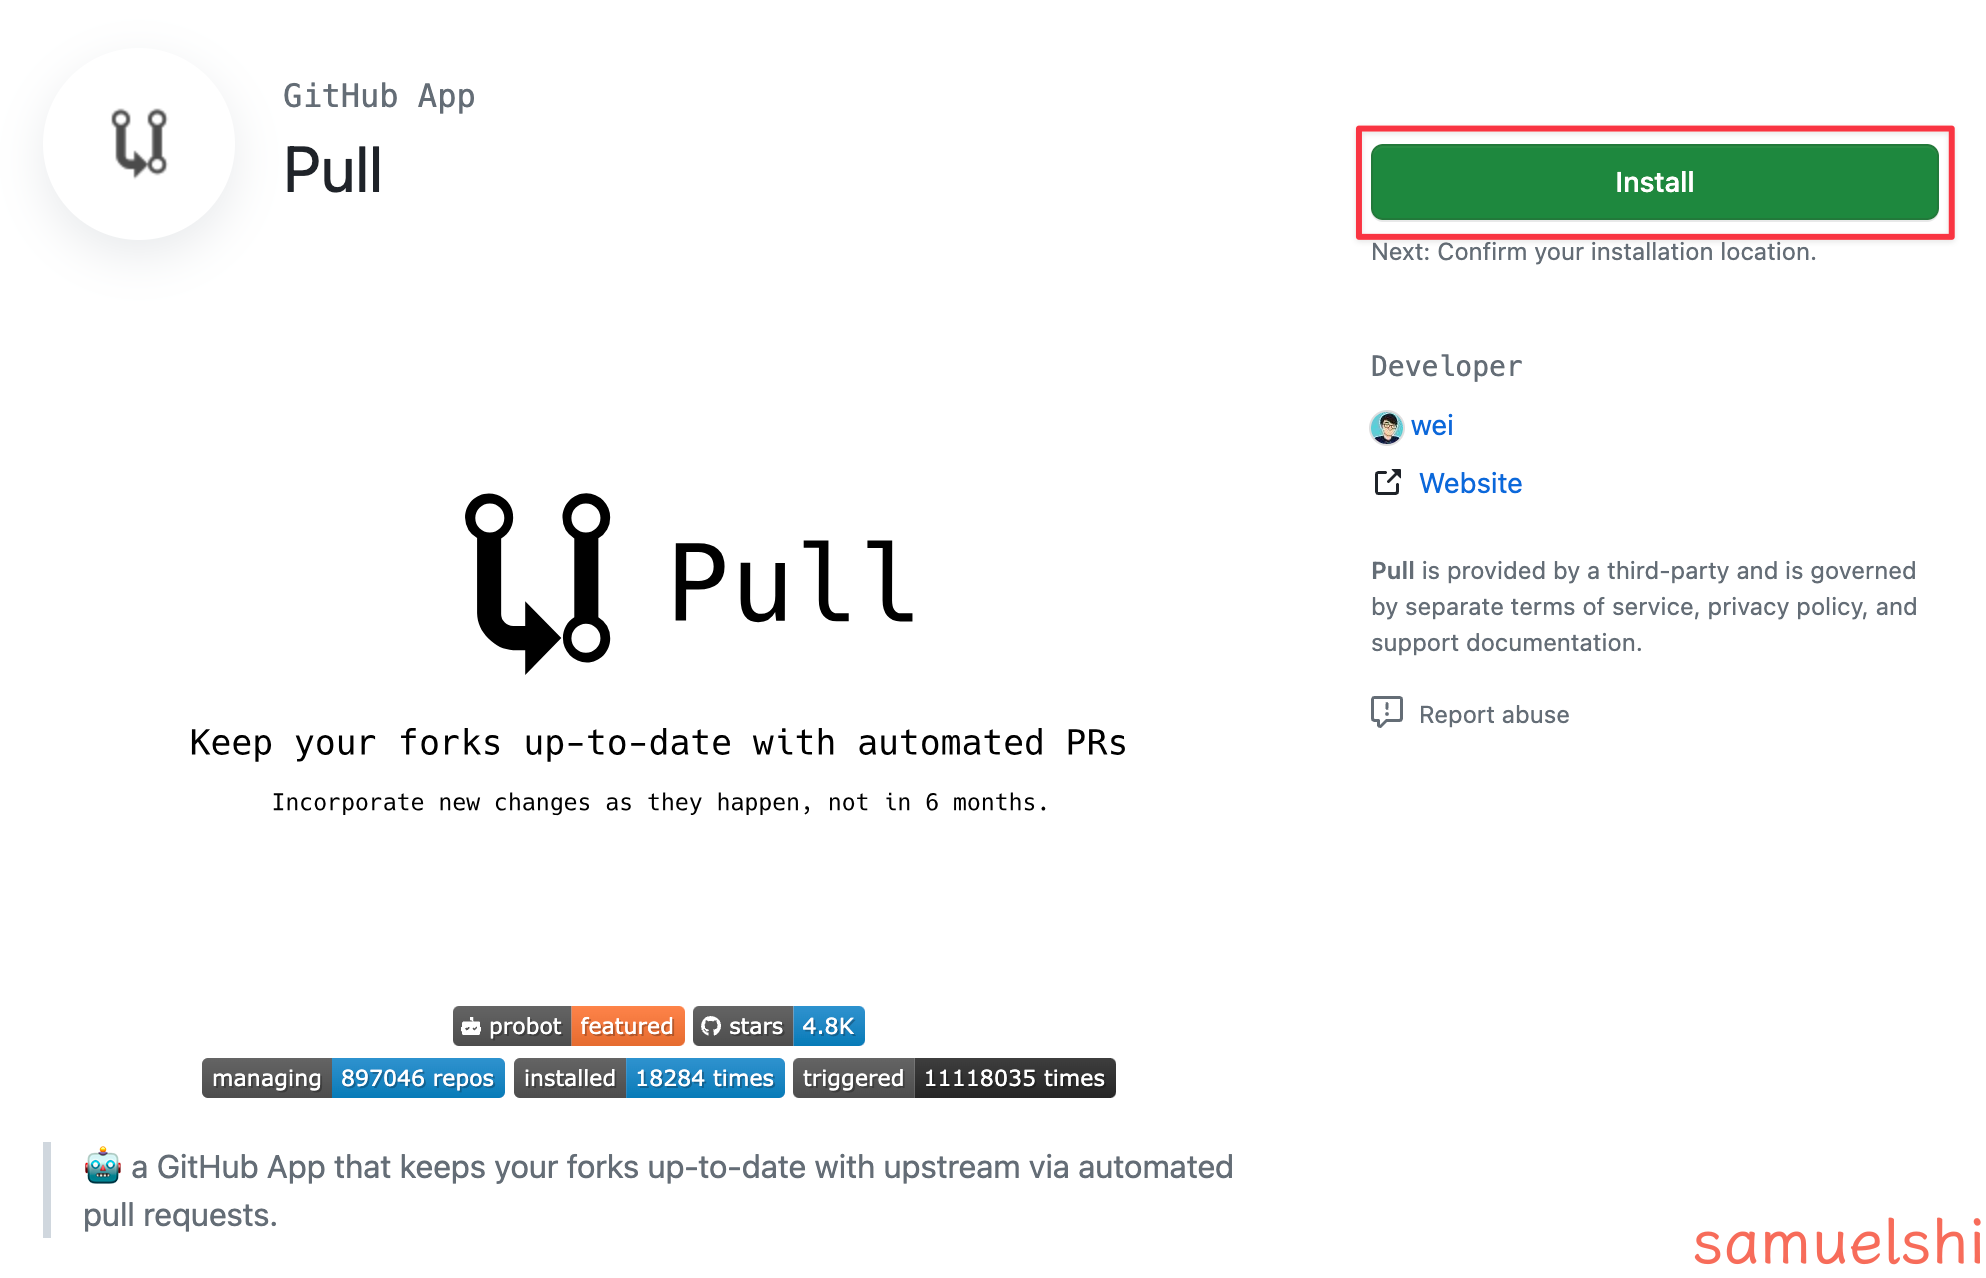 GitHub App
Pull
Install
Next: Confirm your installation location.
Developer
wei
Website
Pull is provided by a third-party and is governed
by separate terms of service, privacy policy, and
support documentation.
Report abuse
Pull
Keep your forks up-to-date with automated PRs
Incorporate new changes as they happen, not in 6 months.
probot featured stars 4.8K
managing 897046 repos installed 18284 times triggered 11118035 times
🤖 a GitHub App that keeps your forks up-to-date with upstream via automated
pull requests.
samuelshi